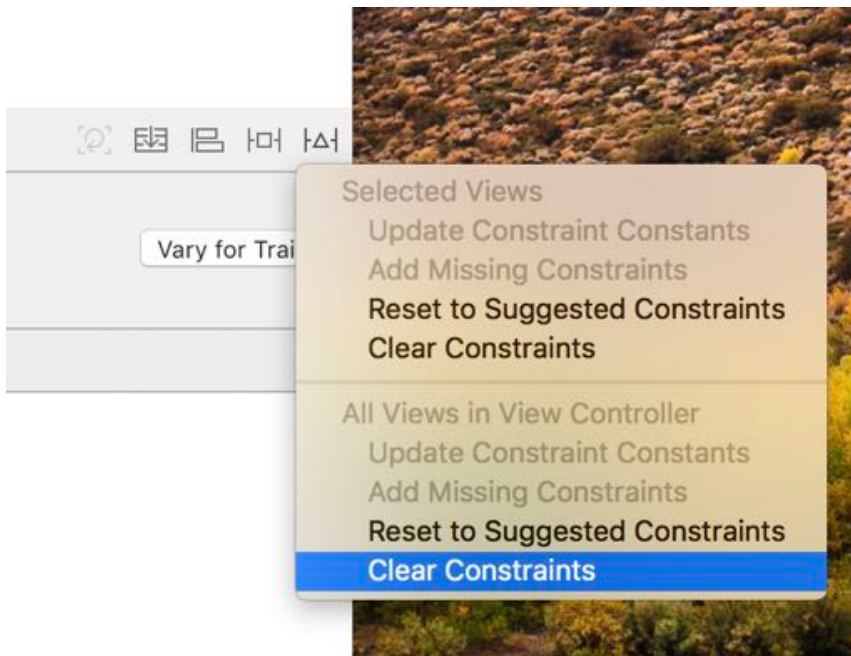 Vary for Trai
Selected Views
Update Constraint Constants
Add Missing Constraints
Reset to Suggested Constraints
Clear Constraints
All Views in View Controller
Update Constraint Constants
Add Missing Constraints
Reset to Suggested Constraints
Clear Constraints